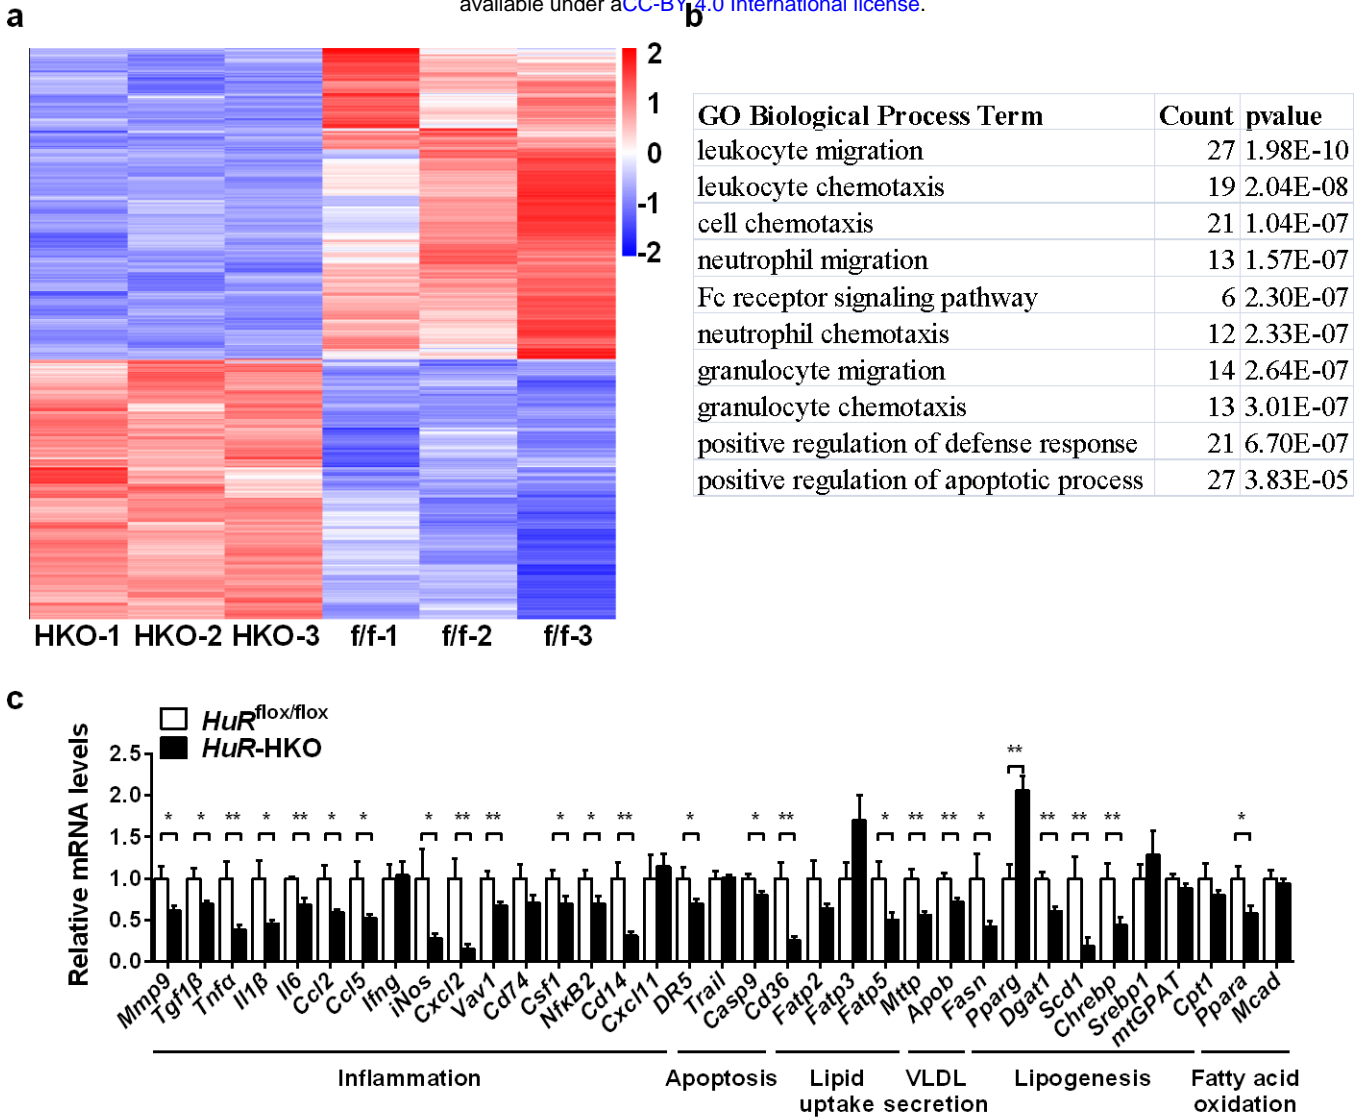 available under aCC-BY 4.0 International license.
a
b
2
1
0
-1
-2
HKO-1 HKO-2 HKO-3 f/f-1 f/f-2 f/f-3
GO Biological Process Term Count pvalue
leukocyte migration 27 1.98E-10
leukocyte chemotaxis 19 2.04E-08
cell chemotaxis 21 1.04E-07
neutrophil migration 13 1.57E-07
Fc receptor signaling pathway 6 2.30E-07
neutrophil chemotaxis 12 2.33E-07
granulocyte migration 14 2.64E-07
granulocyte chemotaxis 13 3.01E-07
positive regulation of defense response 21 6.70E-07
positive regulation of apoptotic process 27 3.83E-05
c
HuR flox/flox
HuR-HKO
Relative mRNA levels
2.5
2.0
1.5
1.0
0.5
0.0
* * ** * ** * * * ** ** * * ** * * ** * ** ** * ** ** ** ** *
Mmp9 Tgf1β Tnfα Il1β Il6 Ccl2 Ccl5 Ifng iNos Cxcl2 Vav1 Cd74 Csf1 NfκB2 Cd14 Cxcl11 DR5 Trail Casp9 Cd36 Fatp2 Fatp3 Fatp5 Mttp Apob Fasn Pparg Dgat1 Scd1 Chrebp Srebp1 mtGPAT Cpt1 Ppara Mcad
Inflammation Apoptosis Lipid VLDL Lipogenesis Fatty acid
uptake secretion oxidation